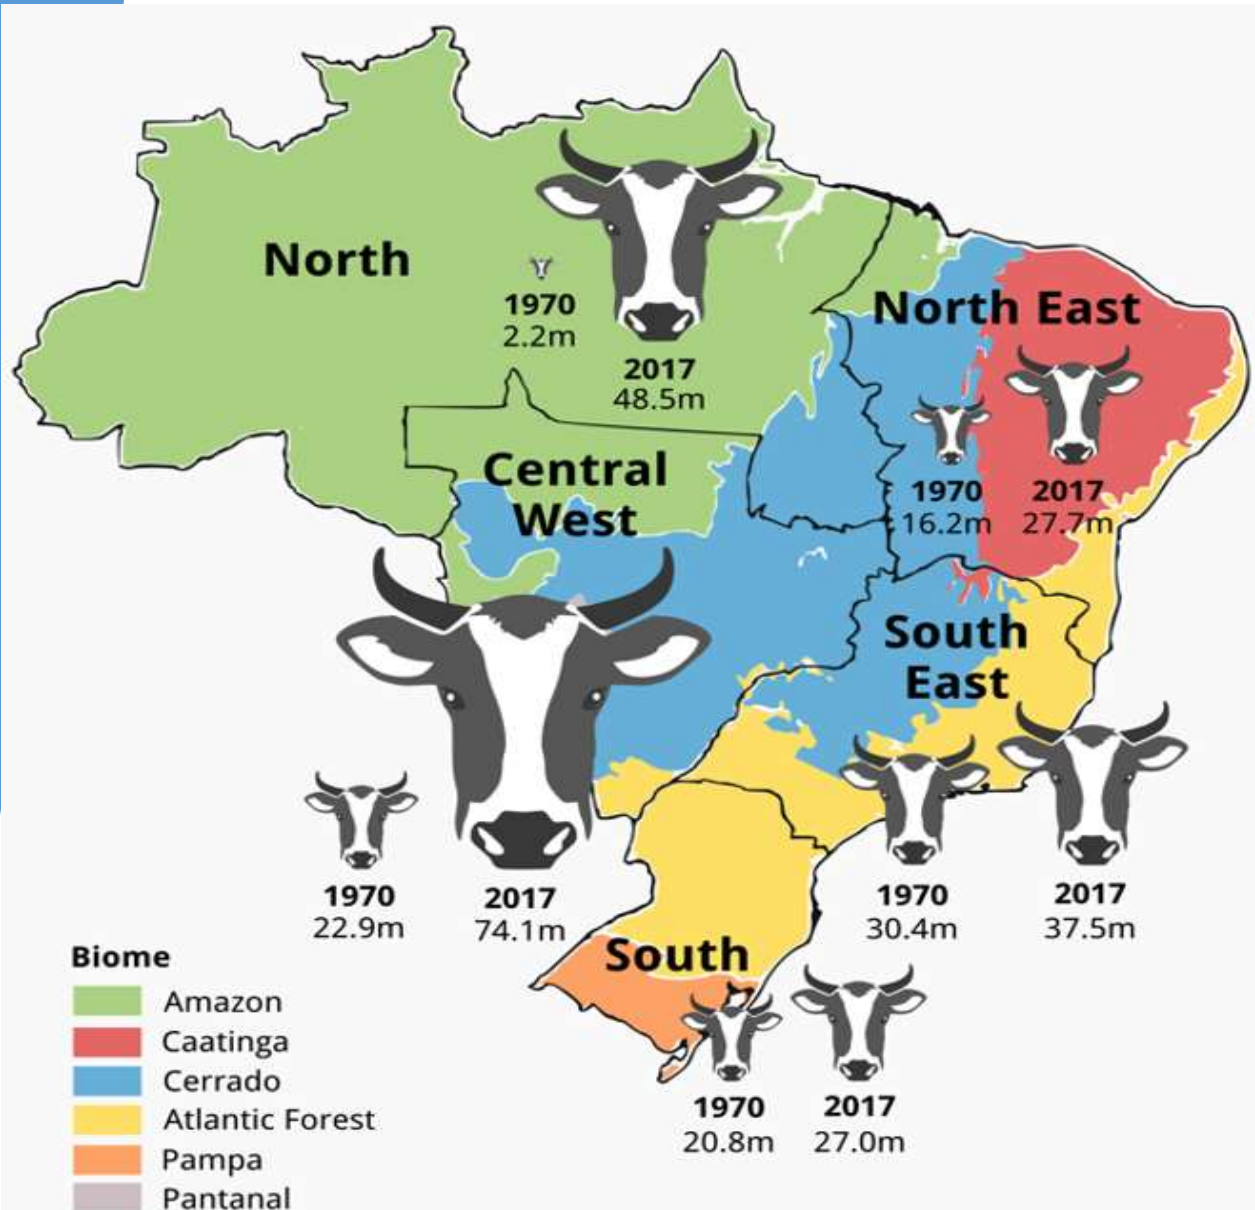 North
1970
2.2m
2017
48.5m
North East
1970
16.2m
2017
27.7m
Central
West
1970
22.9m
2017
74.1m
South
East
1970
30.4m
2017
37.5m
South
1970
20.8m
2017
27.0m
Biome
Amazon
Caatinga
Cerrado
Atlantic Forest
Pampa
Pantanal